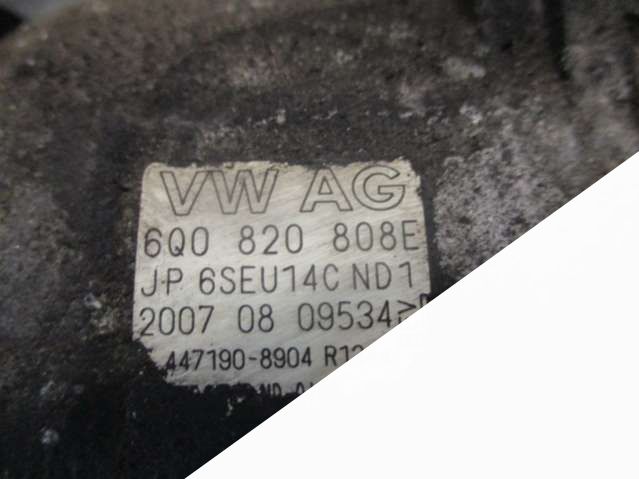 VW AG
6Q0 820 808E
JP 6SEU14C ND1
2007 08 09534
447190-8904